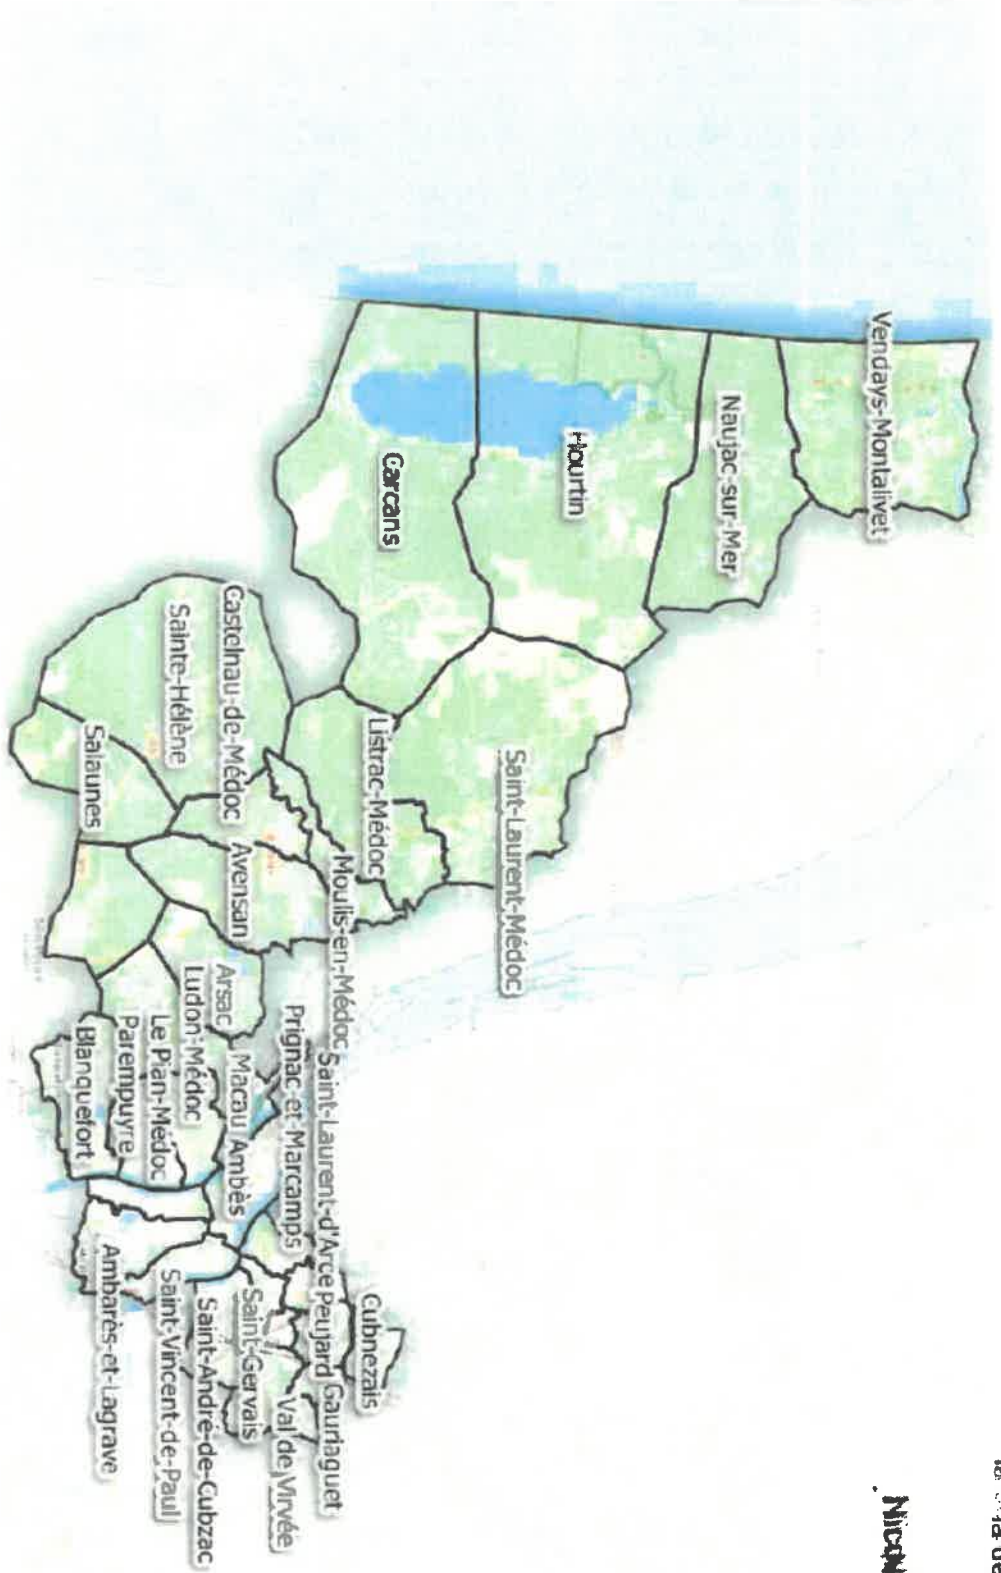 Vendays-Montalivet
Naujac-sur-Mer
Hourtin
Carcans
Saint-Laurent-Médoc
Listrac-Médoc
Moulis-en-Médoc
Castelnau-de-Médoc
Sainte-Hélène
Salaunes
Avensan
Arsac
Ludon-Médoc
Le Pian-Médoc
Parempuyre
Blanquefort
Macau
Ambès
Prignac-et-Marcamps
Saint-Laurent-d'Arce
Peujard
Cubnezais
Gauriaguet
Val de Virvée
Saint-Gervais
Saint-André-de-Cubzac
Saint-Vincent-de-Paul
Ambarès-et-Lagrave